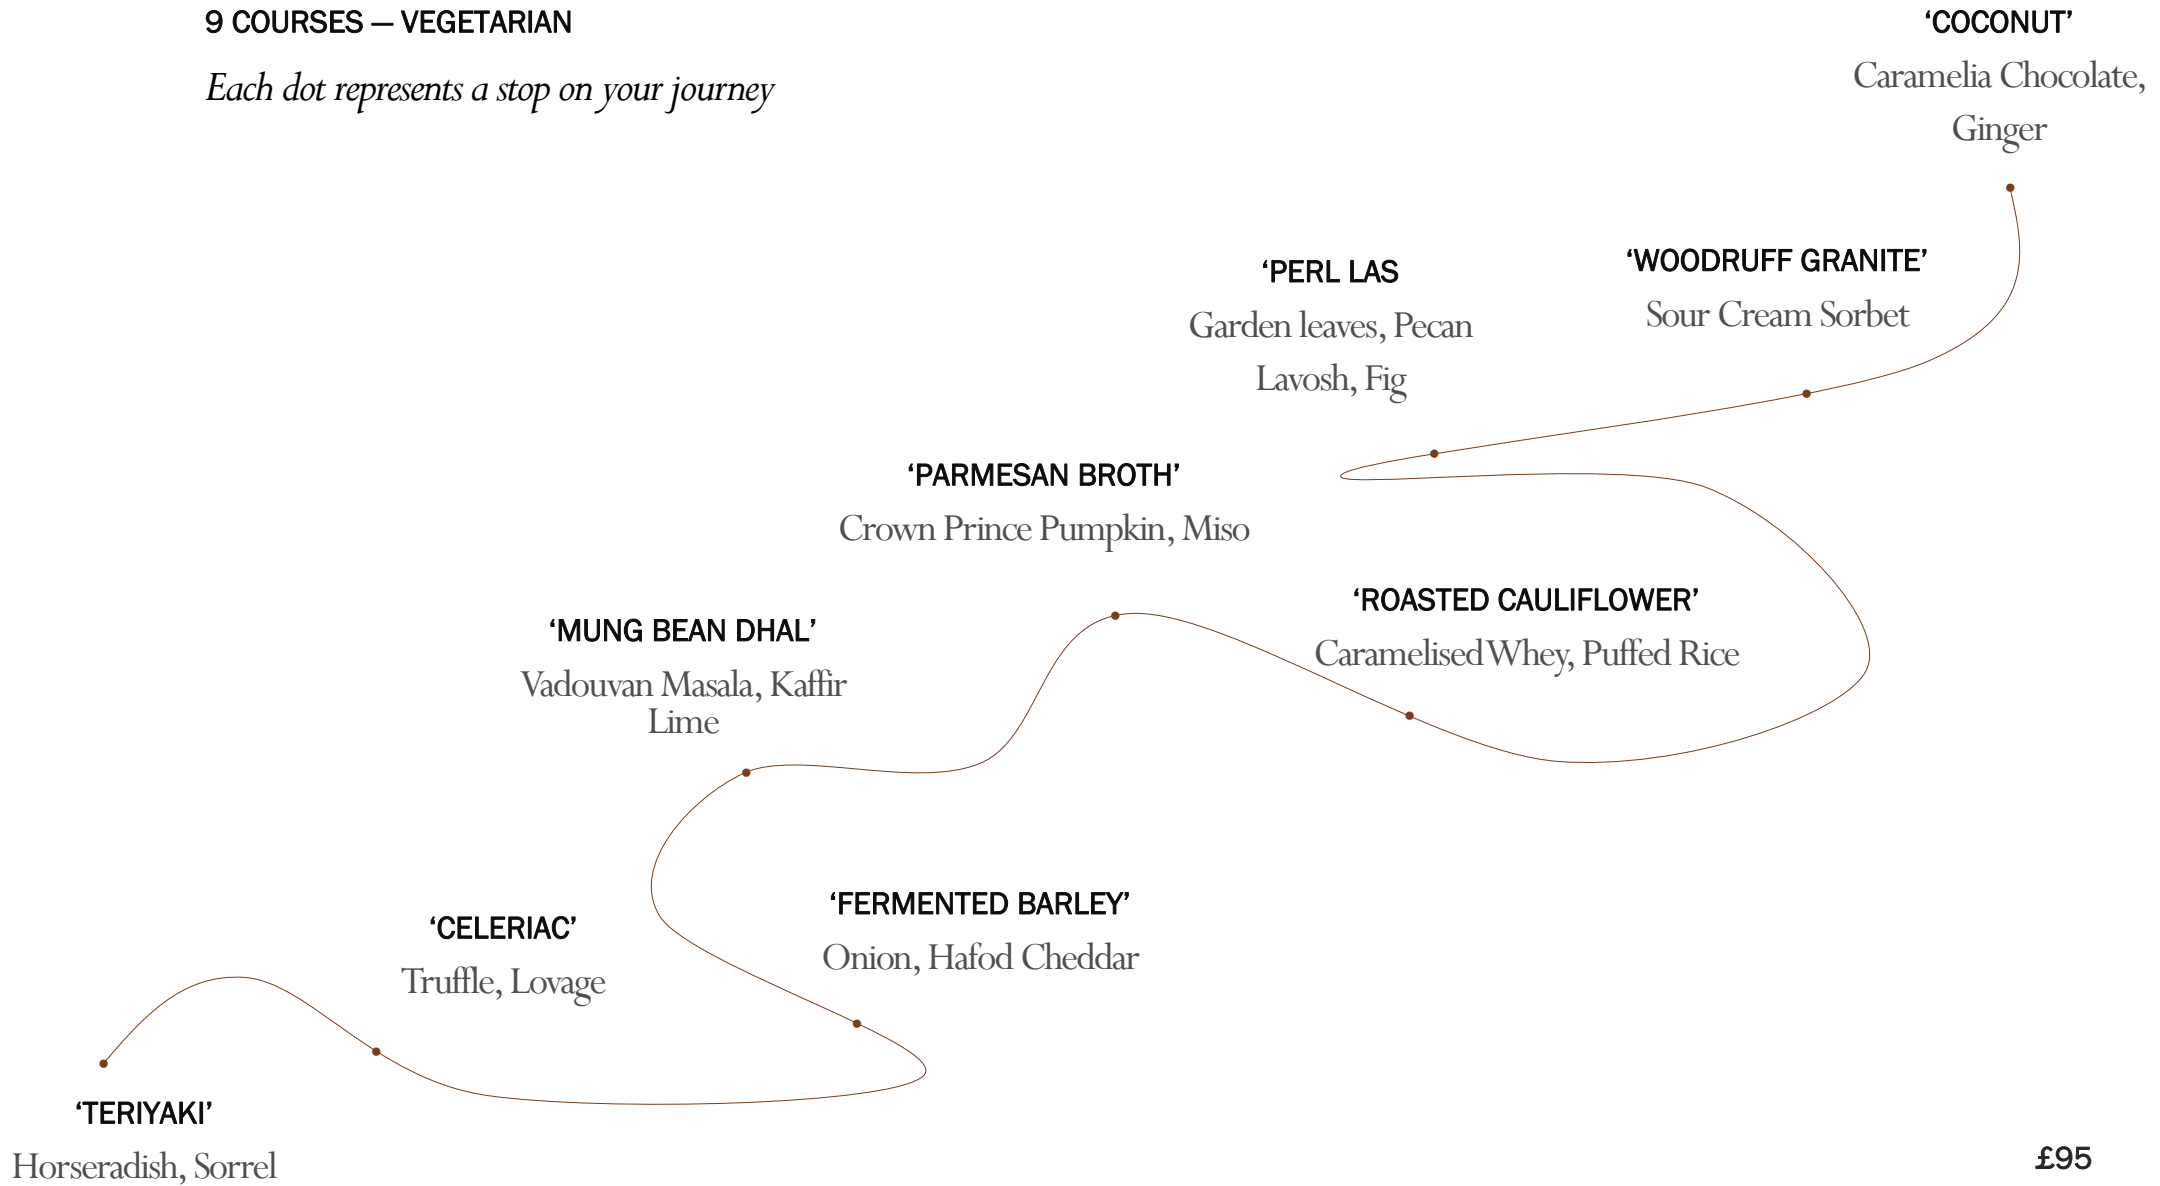 9 COURSES — VEGETARIAN
Each dot represents a stop on your journey
‘COCONUT’
Caramelia Chocolate,
Ginger
‘WOODRUFF GRANITE’
Sour Cream Sorbet
‘PERL LAS
Garden leaves, Pecan
Lavosh, Fig
‘PARMESAN BROTH’
Crown Prince Pumpkin, Miso
‘ROASTED CAULIFLOWER’
Caramelised Whey, Puffed Rice
‘MUNG BEAN DHAL’
Vadouvan Masala, Kaffir
Lime
‘FERMENTED BARLEY’
Onion, Hafod Cheddar
‘CELERIAC’
Truffle, Lovage
‘TERIYAKI’
Horseradish, Sorrel
£95